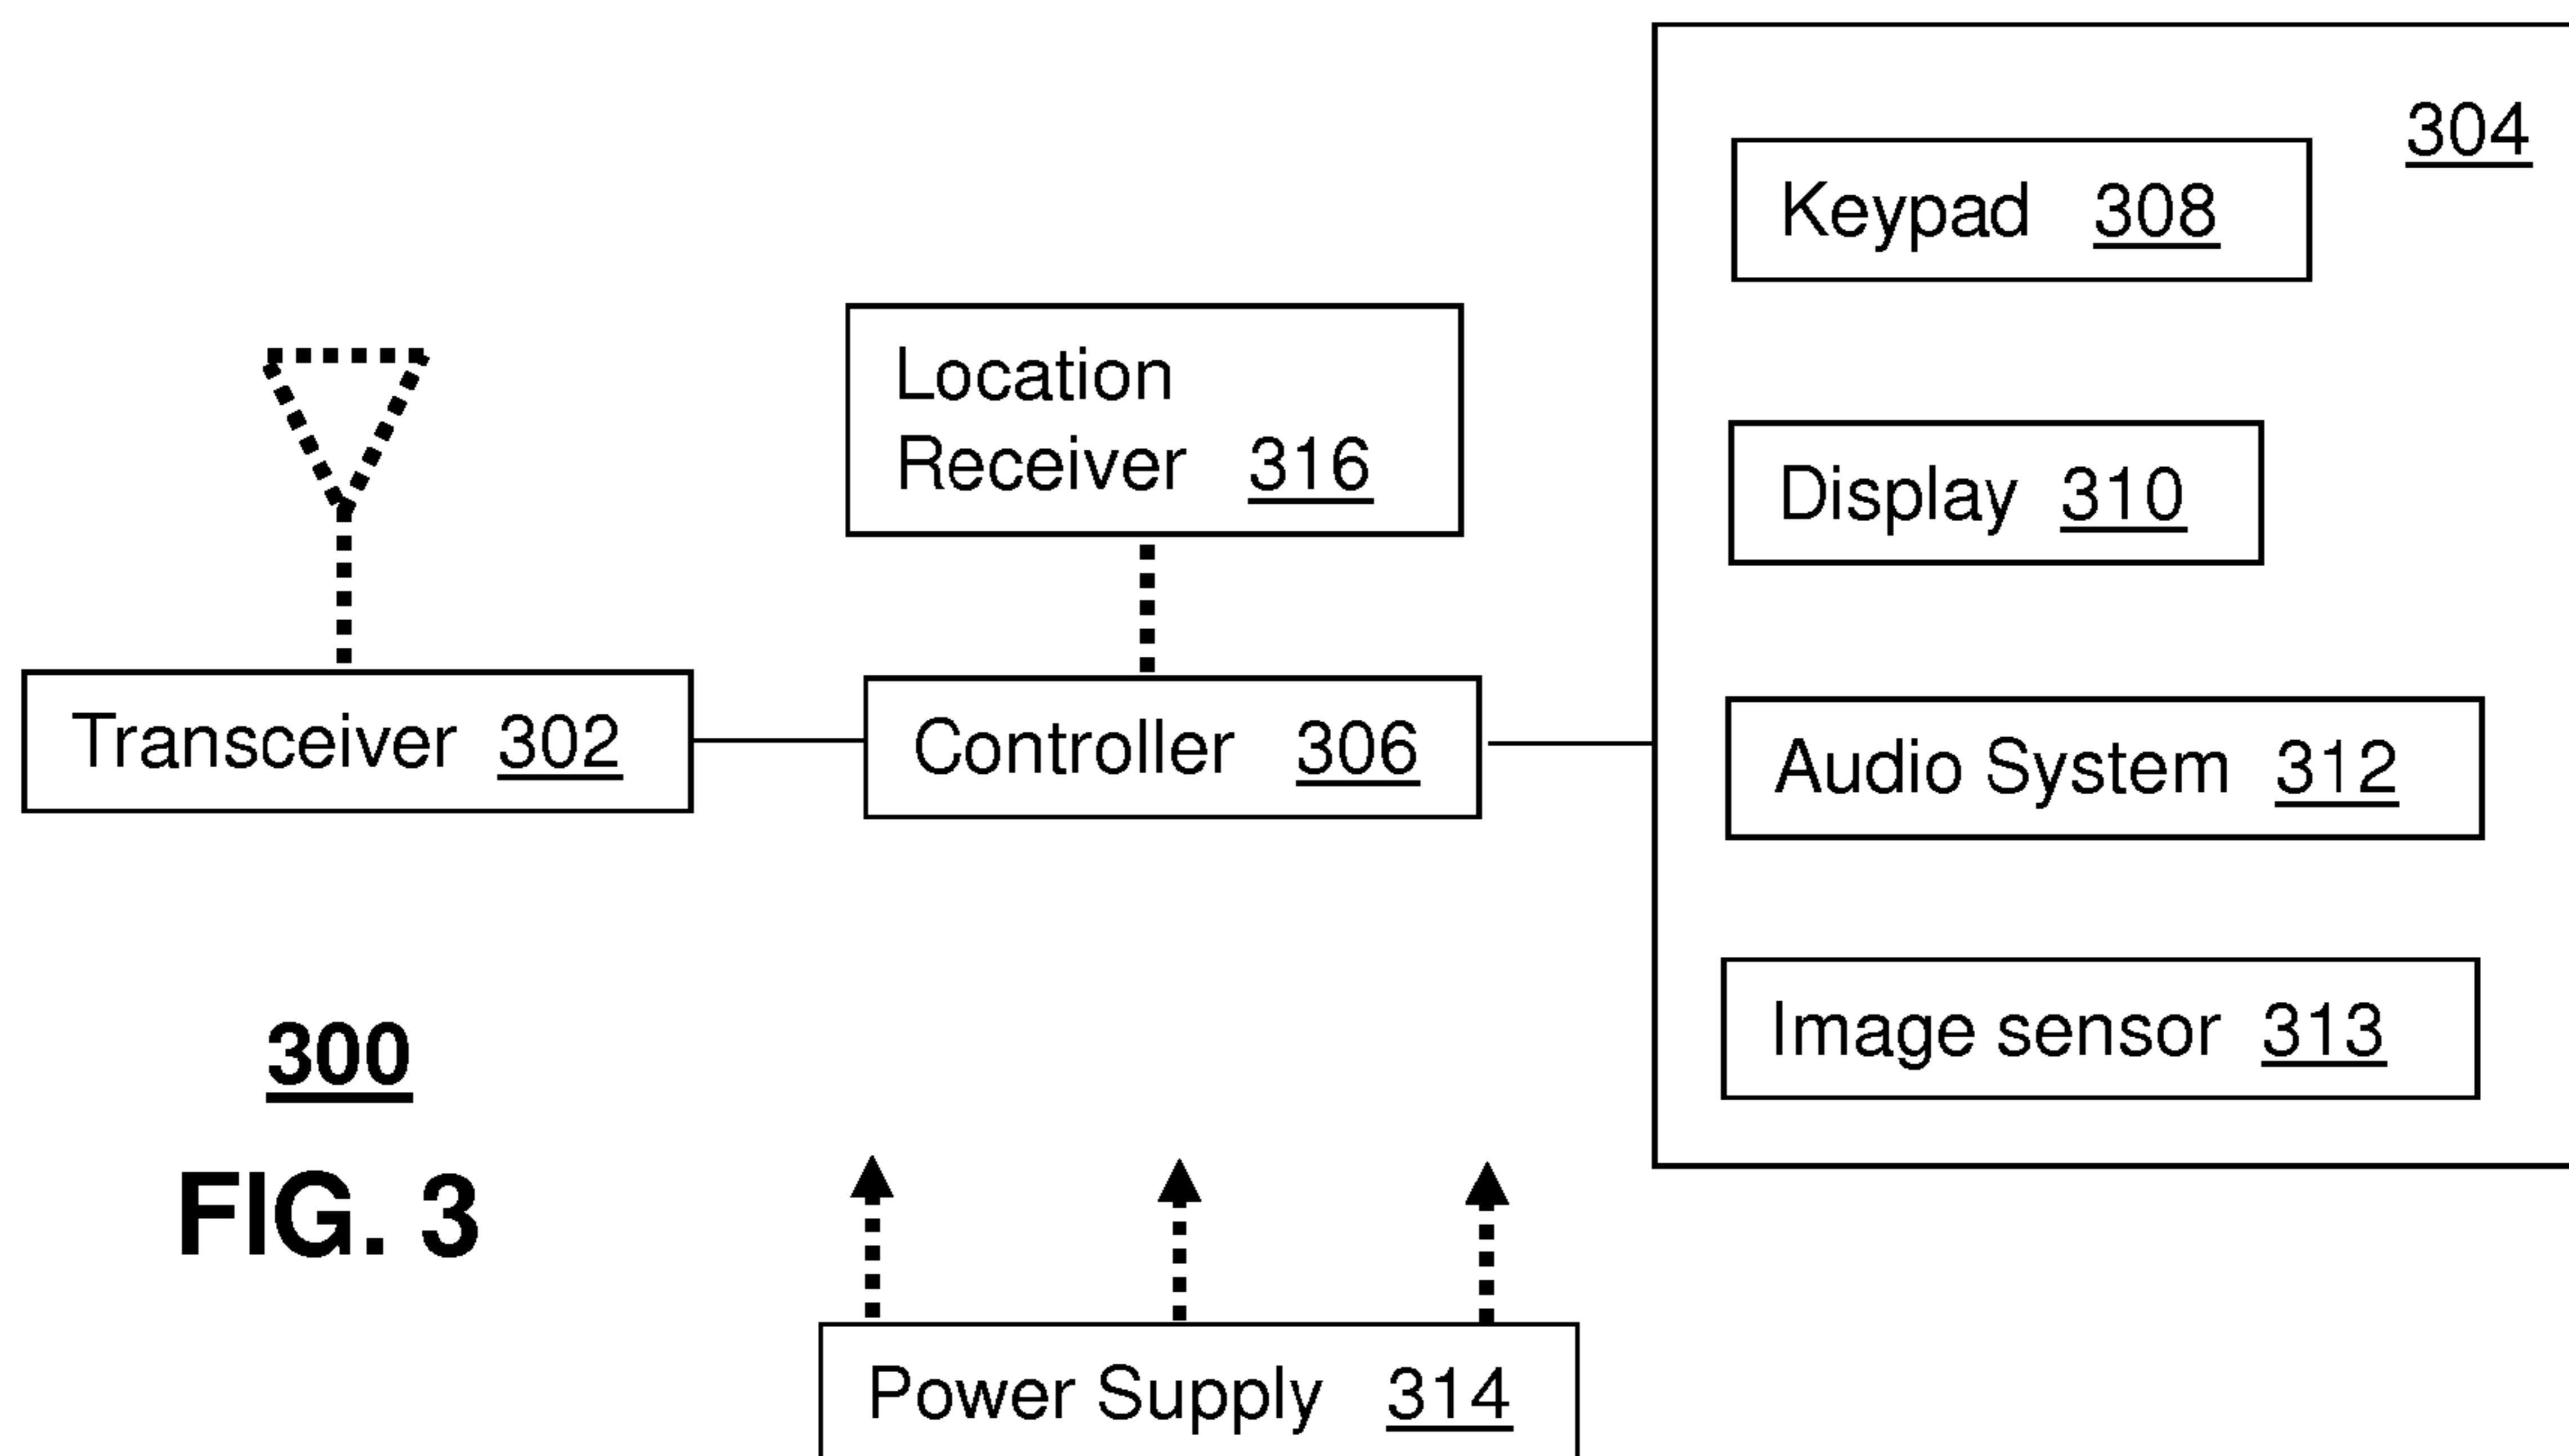 304
Keypad 308
Location
Receiver 316
Display 310
Transceiver 302
Controller 306
Audio System 312
Image sensor 313
300
FIG. 3
Power Supply 314